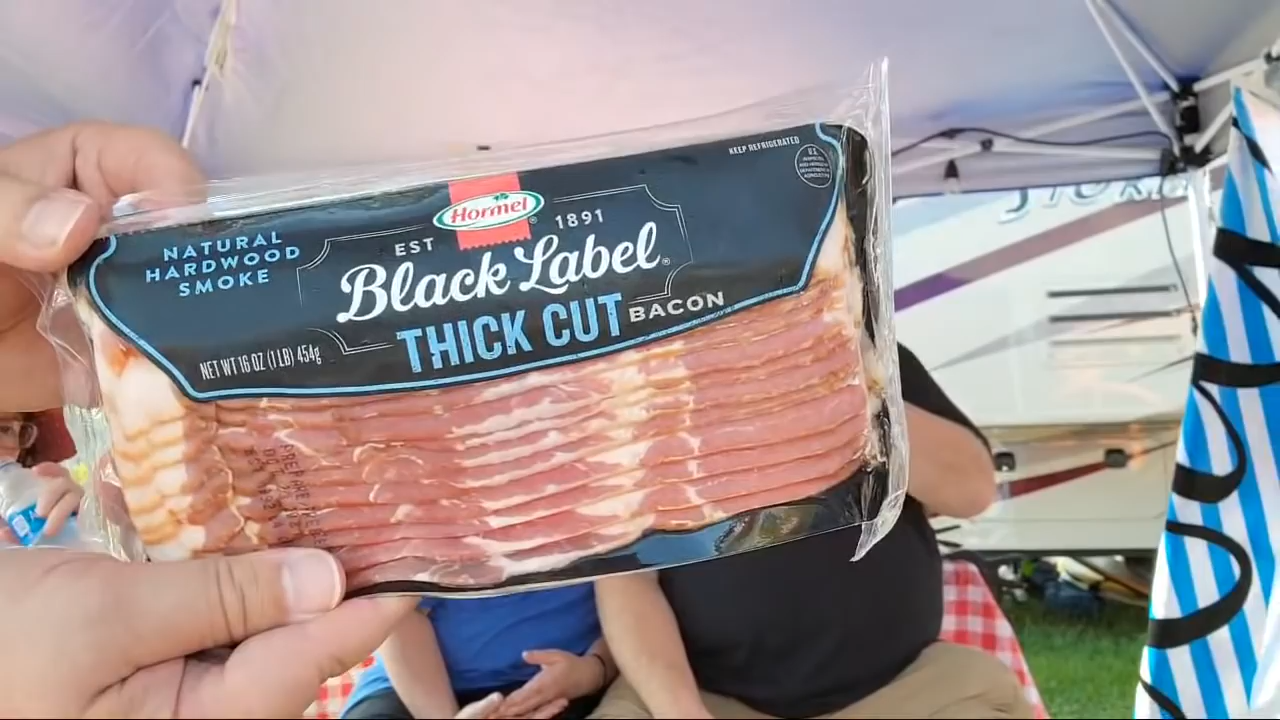 KEEP REFRIGERATED
Hormel
EST 1891
NATURAL
HARDWOOD
SMOKE
Black Label
THICK CUT BACON
NET WT 16 OZ (1 LB) 454g